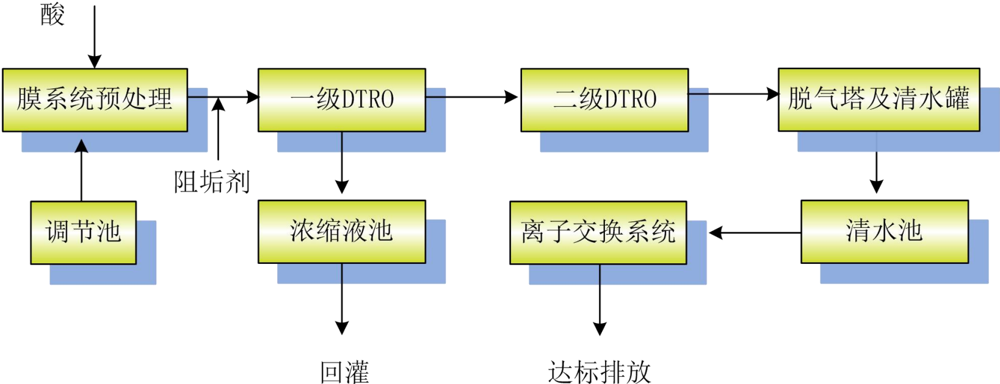 酸
膜系统预处理
一级DTRO
二级DTRO
脱气塔及清水罐
阻垢剂
调节池
浓缩液池
离子交换系统
清水池
回灌
达标排放